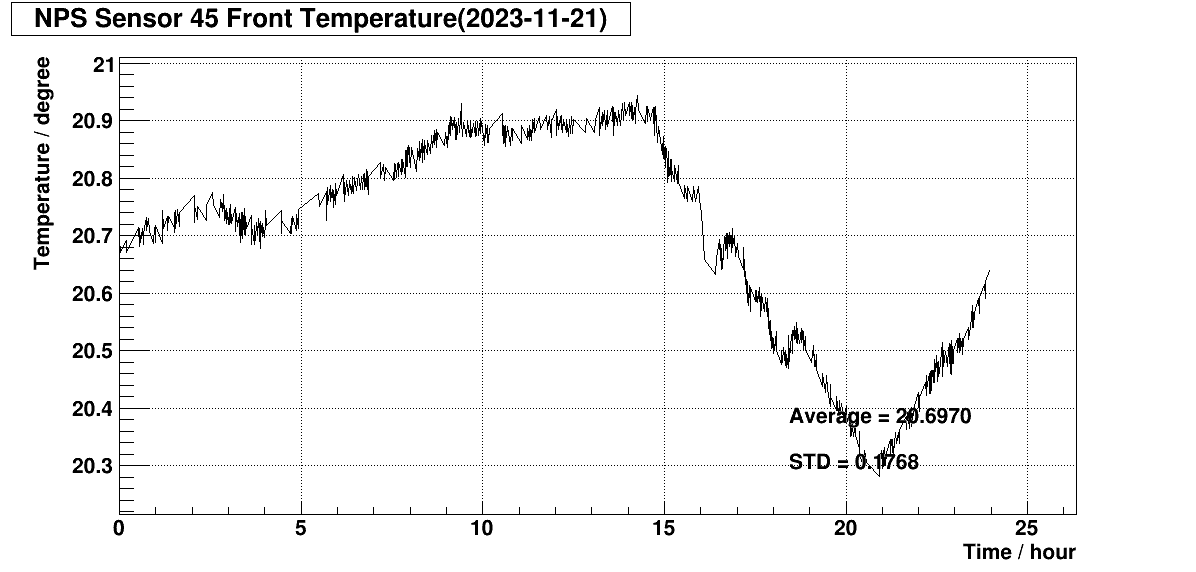 NPS Sensor 45 Front Temperature(2023-11-21)
Temperature / degree
21
20.9
20.8
20.7
20.6
20.5
20.4
20.3
Average = 20.6970
STD = 0.1768
0 5 10 15 20 25
Time / hour